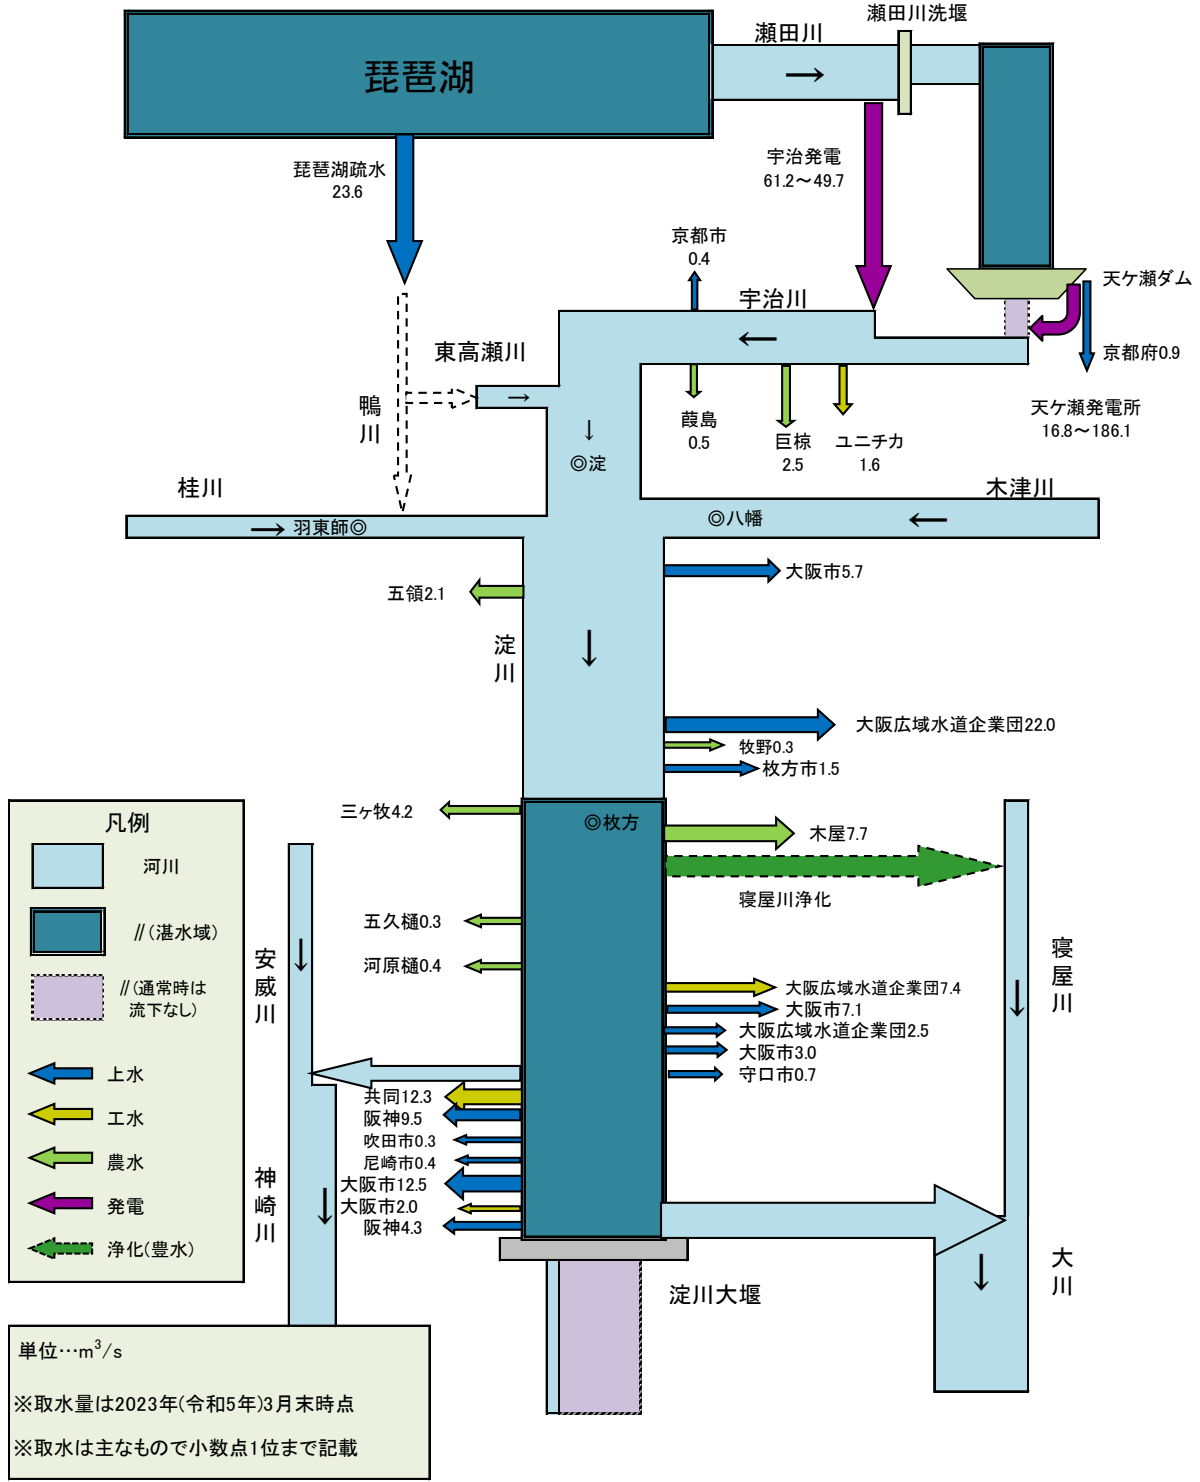 瀬田川洗堰
瀬田川
琵琶湖
琵琶湖疏水
23.6
宇治発電
61.2～49.7
京都市
0.4
宇治川
天ケ瀬ダム
京都府0.9
天ケ瀬発電所
16.8～186.1
東高瀬川
→
鴨川
葭島
0.5
巨椋
2.5
ユニチカ
1.6
↓
◎淀
桂川
木津川
→ 羽東師◎
◎八幡
←
大阪市5.7
五領2.1
淀川
↓
大阪広域水道企業団22.0
牧野0.3
枚方市1.5
三ケ牧4.2
◎枚方
木屋7.7
寝屋川浄化
五久樋0.3
河原樋0.4
安威川
寝屋川
大阪広域水道企業団7.4
大阪市7.1
大阪広域水道企業団2.5
大阪市3.0
守口市0.7
共同12.3
阪神9.5
吹田市0.3
尼崎市0.4
大阪市12.5
大阪市2.0
阪神4.3
神崎川
大川
淀川大堰
凡例
河川
〃(湛水域)
〃(通常時は
流下なし)
上水
工水
農水
発電
浄化(豊水)
単位…m³/s
※取水量は2023年(令和5年)3月末時点
※取水は主なもので小数点1位まで記載